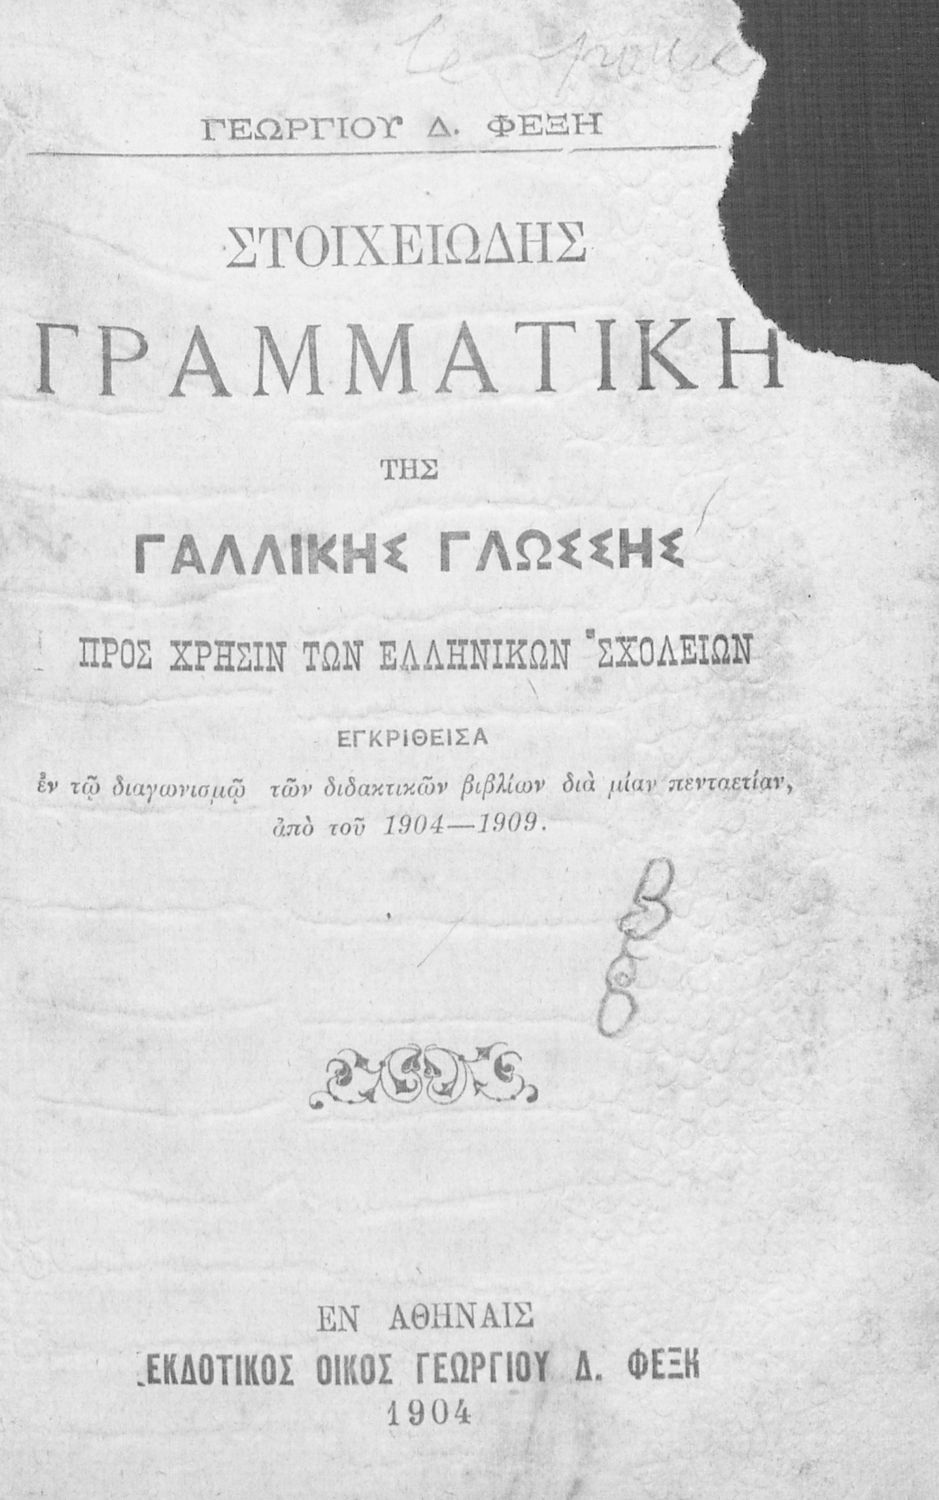 ΓΕΩΡΓΙΟΥ Δ. ΦΕΞΗ
ΣΤΟΙΧΕΙΩΔΗΣ
ΓΡΑΜΜΑΤΙΚΗ
ΤΗΣ
ΓΑΛΛΙΚΗΣ ΓΛΩΣΣΗΣ
ΠΡΟΣ ΧΡΗΣΙΝ ΤΩΝ ΕΛΛΗΝΙΚΩΝ ΣΧΟΛΕΙΩΝ
ΕΓΚΡΙΘΕΙΣΑ
ἐν τῷ διαγωνισμῷ τῶν διδακτικῶν βιβλίων διὰ μίαν πενταετίαν,
ἀπὸ τοῦ 1904—1909.
ΕΝ ΑΘΗΝΑΙΣ
ΕΚΔΟΤΙΚΟΣ ΟΙΚΟΣ ΓΕΩΡΓΙΟΥ Δ. ΦΕΞΗ
1904